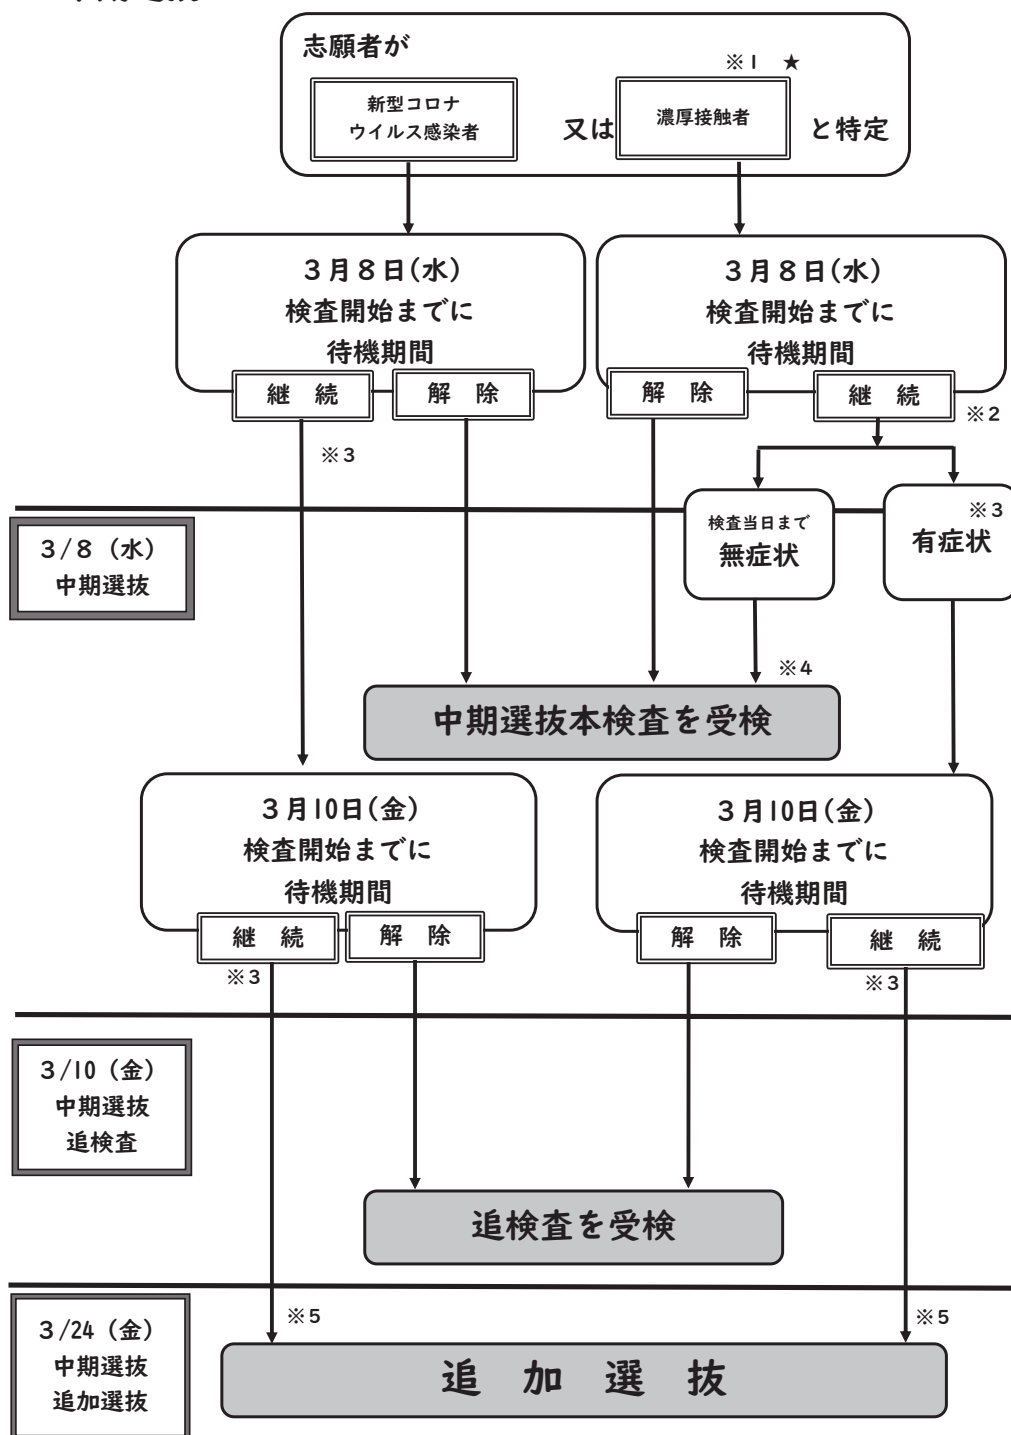 志願者が
※1 ★
新型コロナ
ウイルス感染者
又は
濃厚接触者
と特定
3月8日(水)
検査開始までに
待機期間
継 続
解 除
※3
3月8日(水)
検査開始までに
待機期間
解 除
継 続
※2
3/8 (水)
中期選抜
検査当日まで
無症状
※3
有症状
※4
中期選抜本検査を受検
3月10日(金)
検査開始までに
待機期間
継 続
解 除
※3
3月10日(金)
検査開始までに
待機期間
解 除
継 続
※3
3/10 (金)
中期選抜
追検査
追検査を受検
3/24 (金)
中期選抜
追加選抜
※5
※5
追 加 選 抜